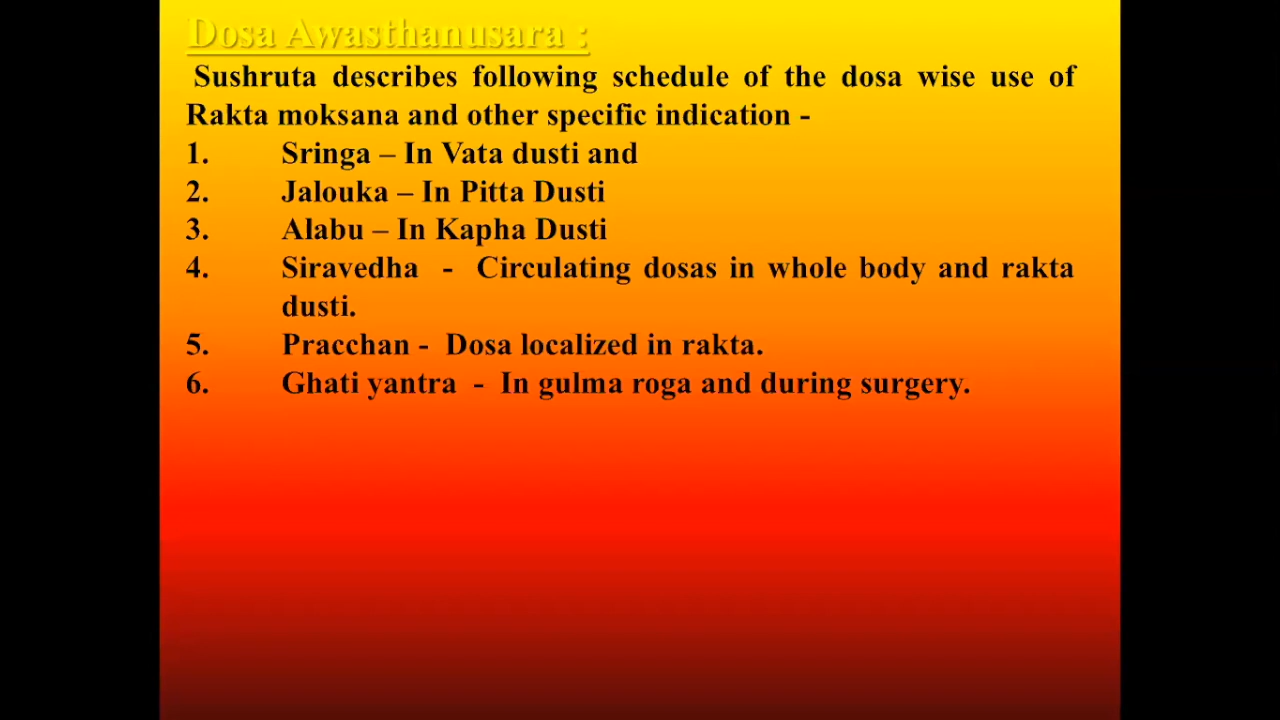 Dosa Awasthanusara :
Sushruta describes following schedule of the dosa wise use of
Rakta moksana and other specific indication -
1. Sringa – In Vata dusti and
2. Jalouka – In Pitta Dusti
3. Alabu – In Kapha Dusti
4. Siravedha - Circulating dosas in whole body and rakta
dusti.
5. Pracchan - Dosa localized in rakta.
6. Ghati yantra - In gulma roga and during surgery.